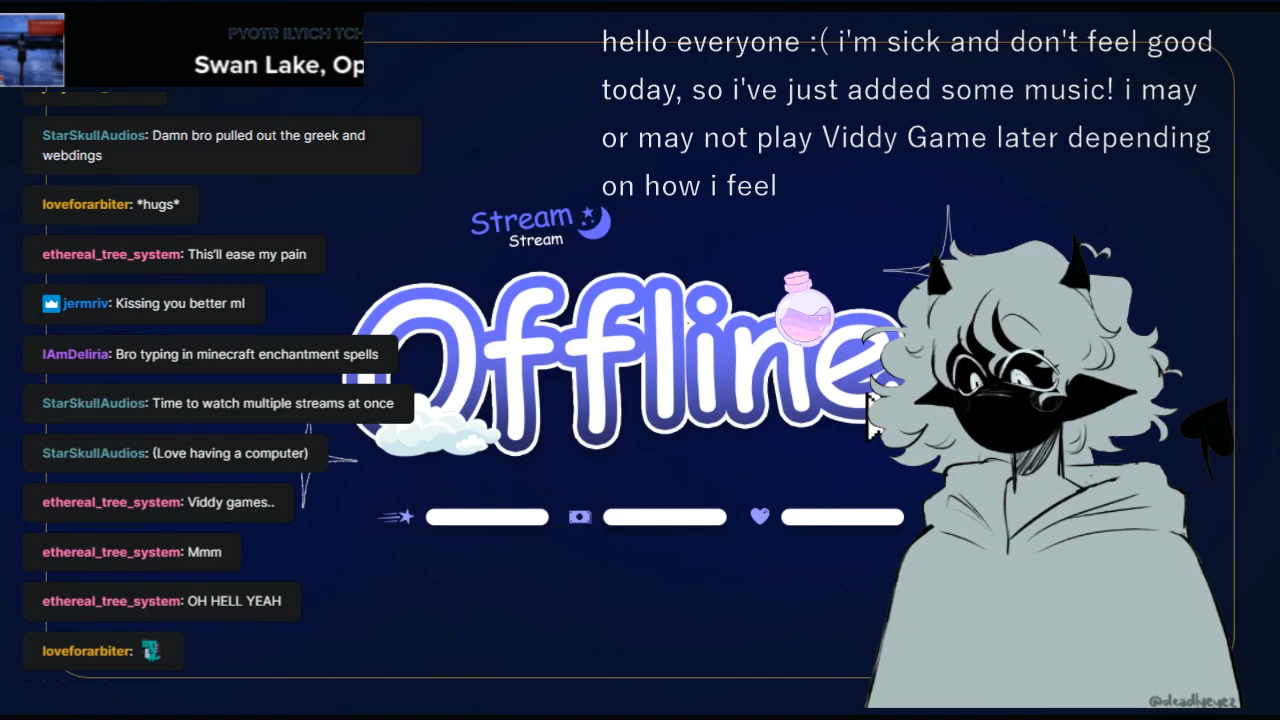 PYOTR ILYICH TCH
Swan Lake, Op
hello everyone :( i'm sick and don't feel good
today, so i've just added some music! i may
or may not play Viddy Game later depending
on how i feel
StarSkullAudios: Damn bro pulled out the greek and
webdings
loveforarbiter: *hugs*
ethereal_tree_system: This'll ease my pain
jermriv: Kissing you better ml
IAmDeliria: Bro typing in minecraft enchantment spells
StarSkullAudios: Time to watch multiple streams at once
StarSkullAudios: (Love having a computer)
ethereal_tree_system: Viddy games..
ethereal_tree_system: Mmm
ethereal_tree_system: OH HELL YEAH
loveforarbiter:
Stream
Stream
Offline
@deadlyeyez